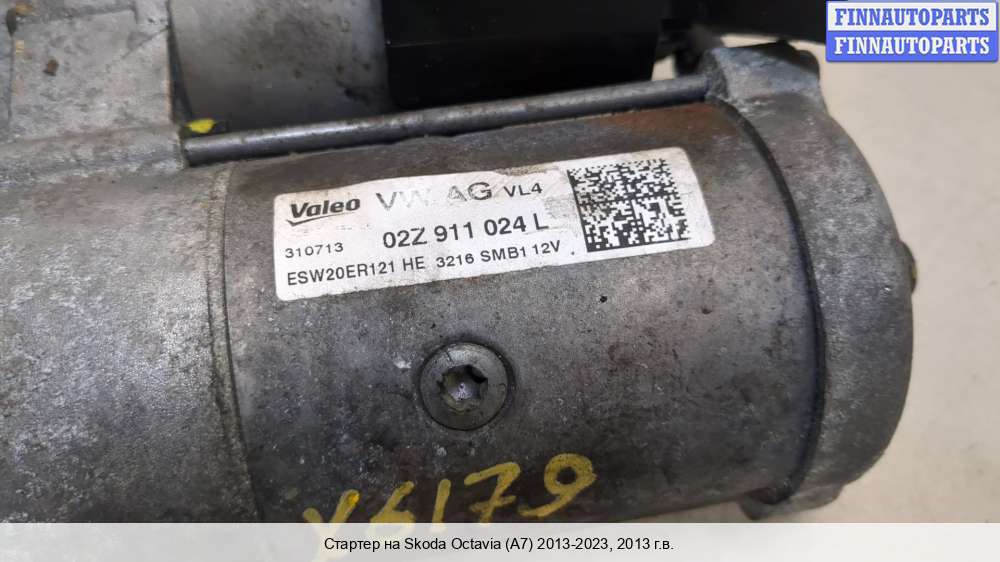 FINNAUTOPARTS
FINNAUTOPARTS
Valeo VW AG VL4
310713 02Z 911 024 L
ESW20ER121 HE 3216 SMB1 12V
Стартер на Skoda Octavia (A7) 2013-2023, 2013 г.в.